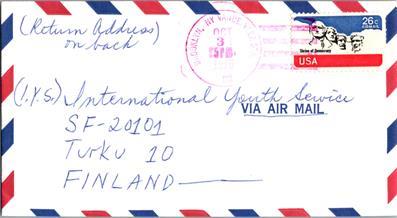 (Return Address)
on back
OCT
3
26c
AIRMAIL
Shrine of Democracy
USA
(I.Y.S.) International Youth Service
VIA AIR MAIL
SF-20101
Turku 10
FINLAND